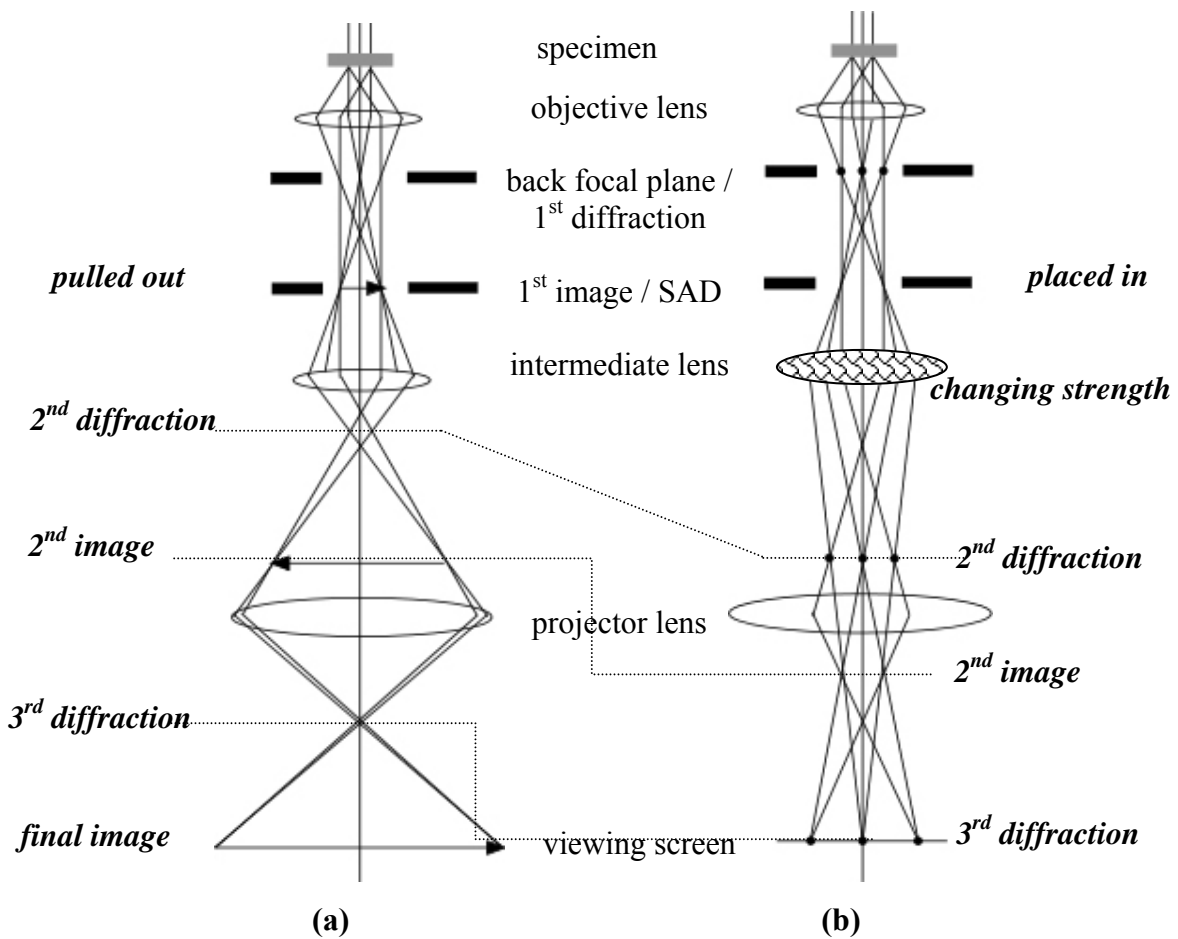 specimen
objective lens
back focal plane /
1st diffraction
pulled out
1st image / SAD
placed in
intermediate lens
changing strength
2nd diffraction
2nd image
2nd diffraction
projector lens
2nd image
3rd diffraction
final image
viewing screen
3rd diffraction
(a)
(b)